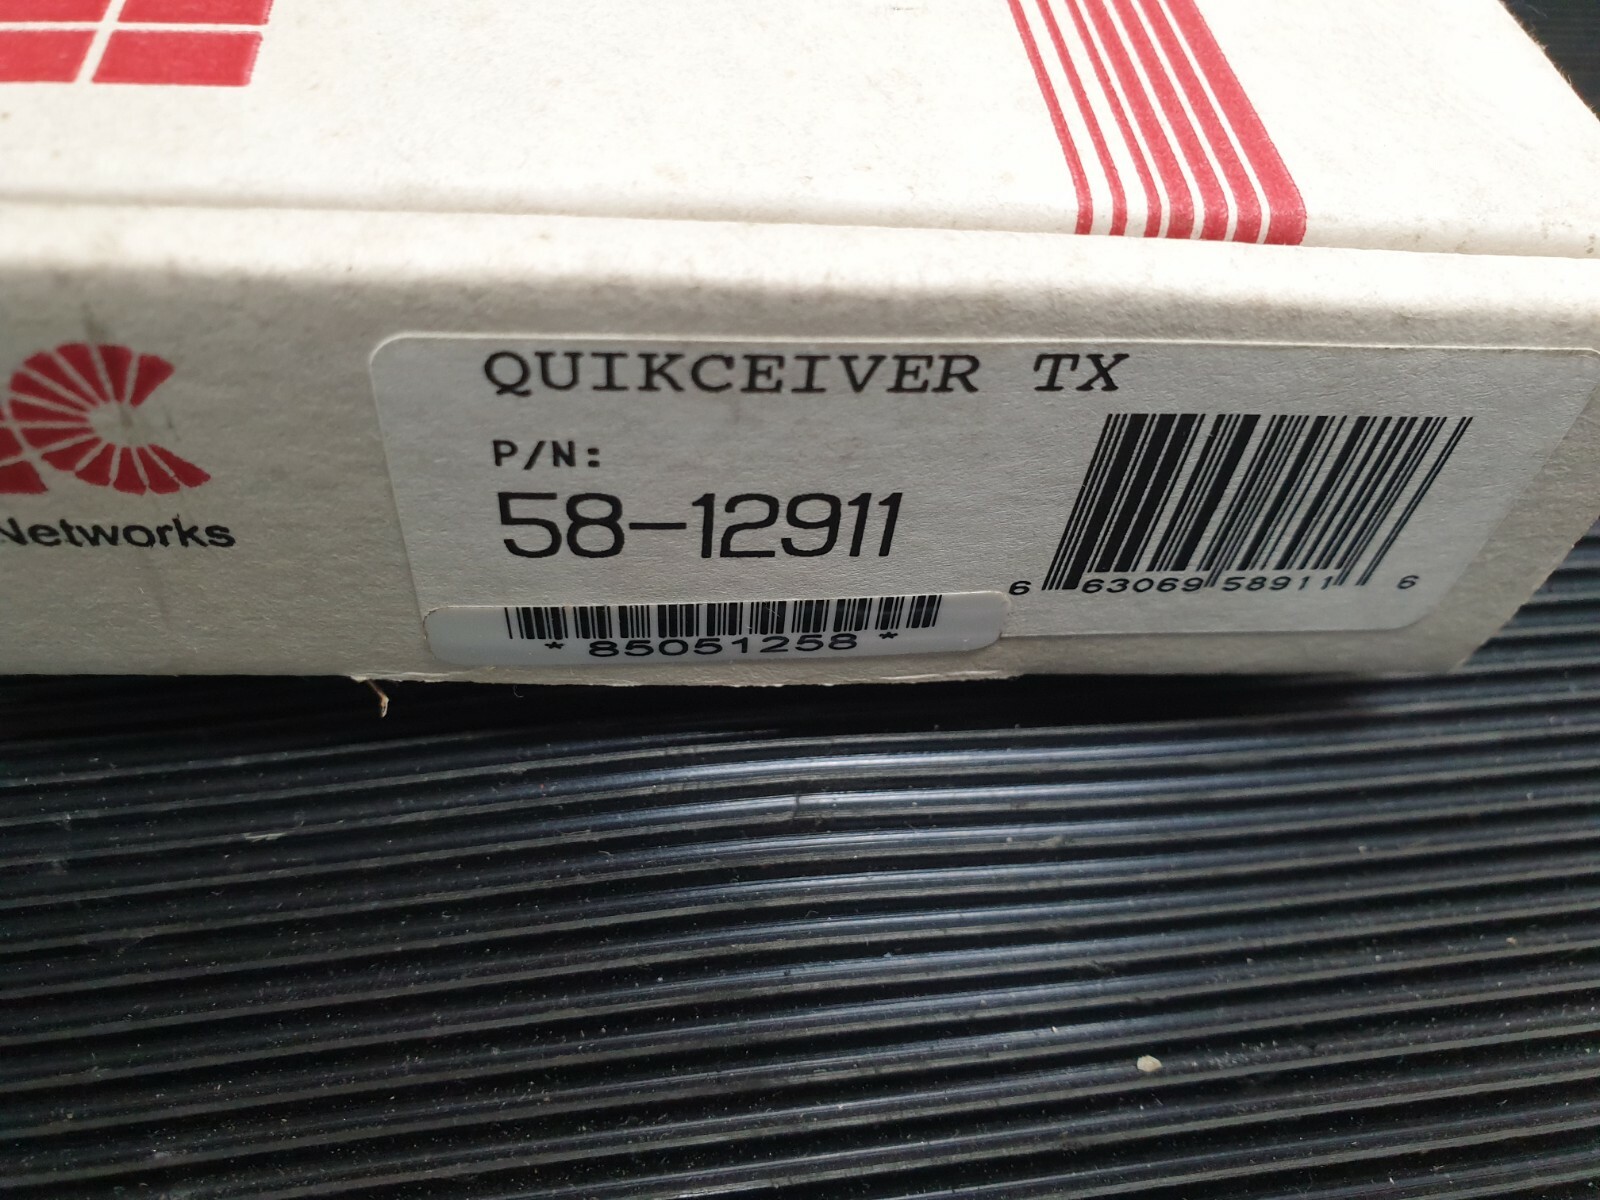 QUIKCEIVER TX
P/N:
58-12911
6 63069 58911 6
* 85051258 *
Networks